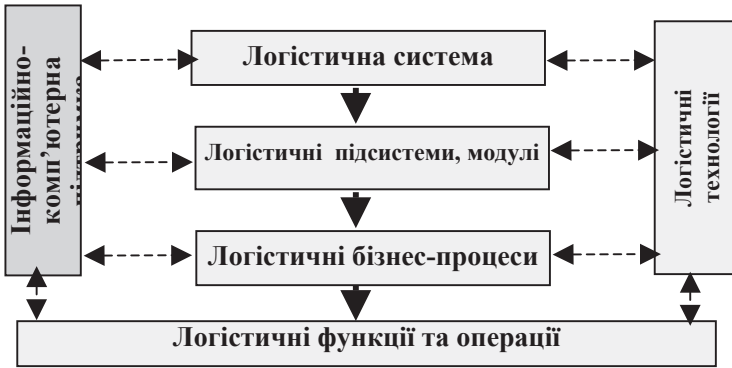 Інформаційно-
комп’ютерна
Логістична система
Логістичні підсистеми, модулі
Логістичні бізнес-процеси
Логістичні функції та операції
Логістичні
технології